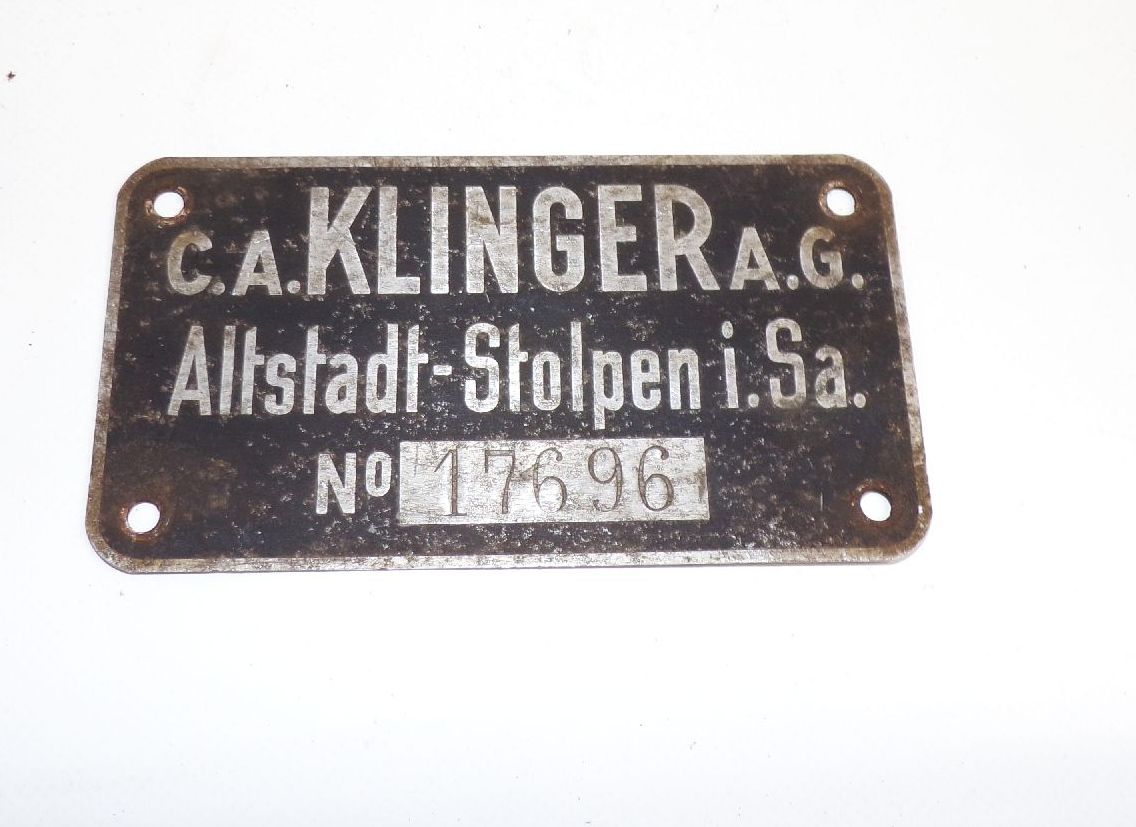 C.A. KLINGER A.G.
Altstadt-Stolpen i.Sa.
No 17696